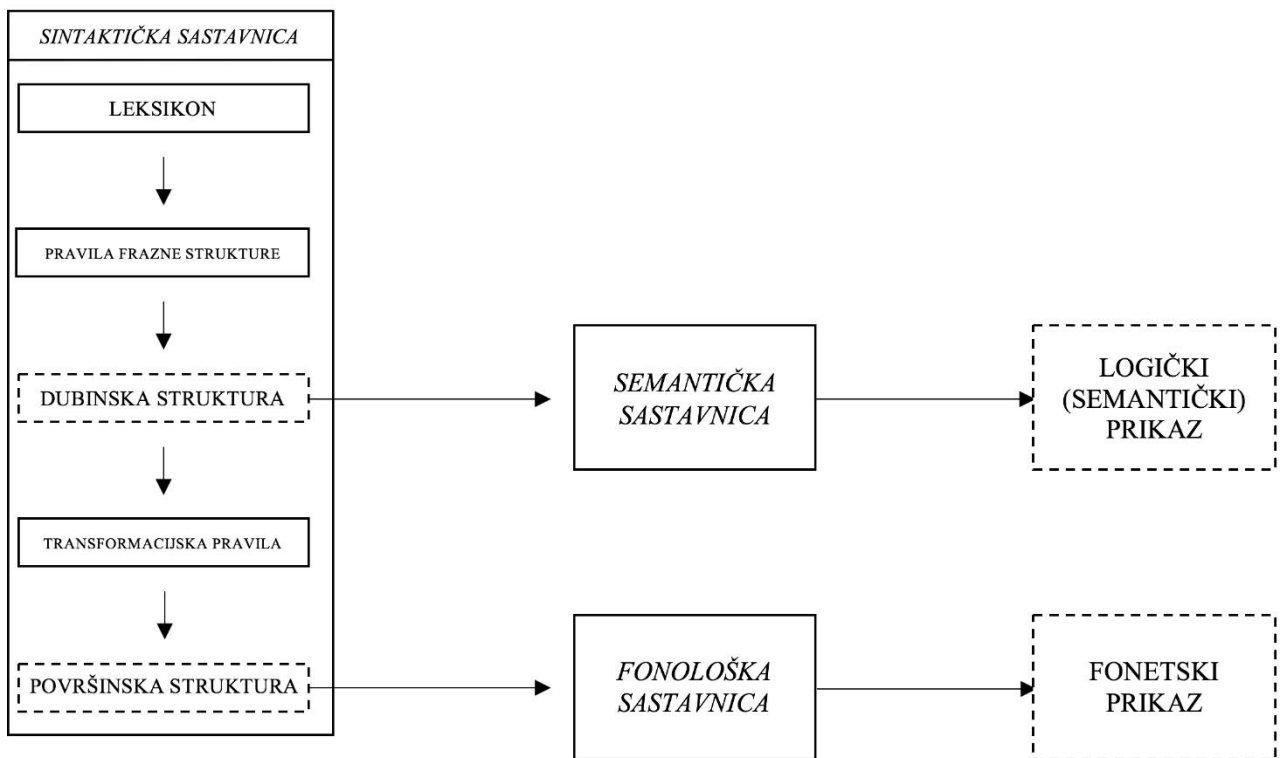 SINTAKTIČKA SASTAVNICA
LEKSIKON
PRAVILA FRAZNE STRUKTURE
DUBINSKA STRUKTURA
TRANSFORMACIJSKA PRAVILA
POVRŠINSKA STRUKTURA
SEMANTIČKA
SASTAVNICA
LOGIČKI
(SEMANTIČKI)
PRIKAZ
FONOLOŠKA
SASTAVNICA
FONETSKI
PRIKAZ